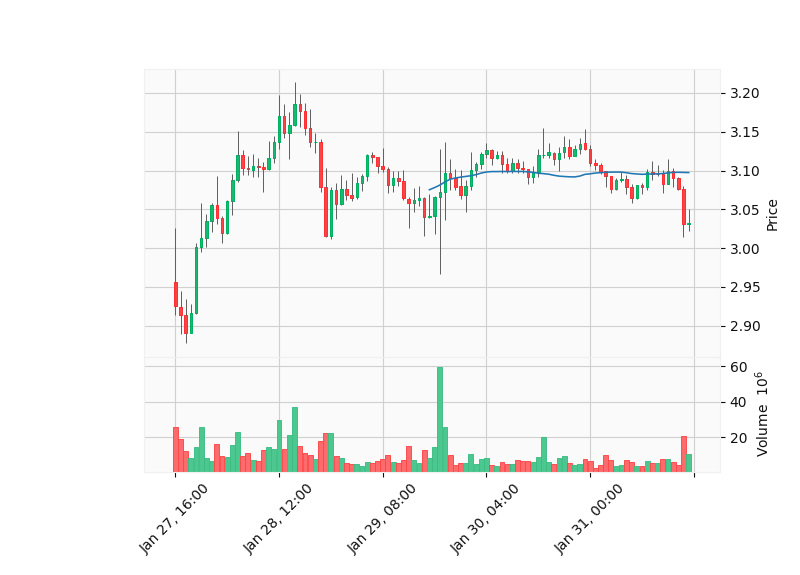 3.20
3.15
3.10
3.05
3.00
2.95
2.90
Price
60
40
20
Volume 10^6
Jan 27, 16:00
Jan 28, 12:00
Jan 29, 08:00
Jan 30, 04:00
Jan 31, 00:00